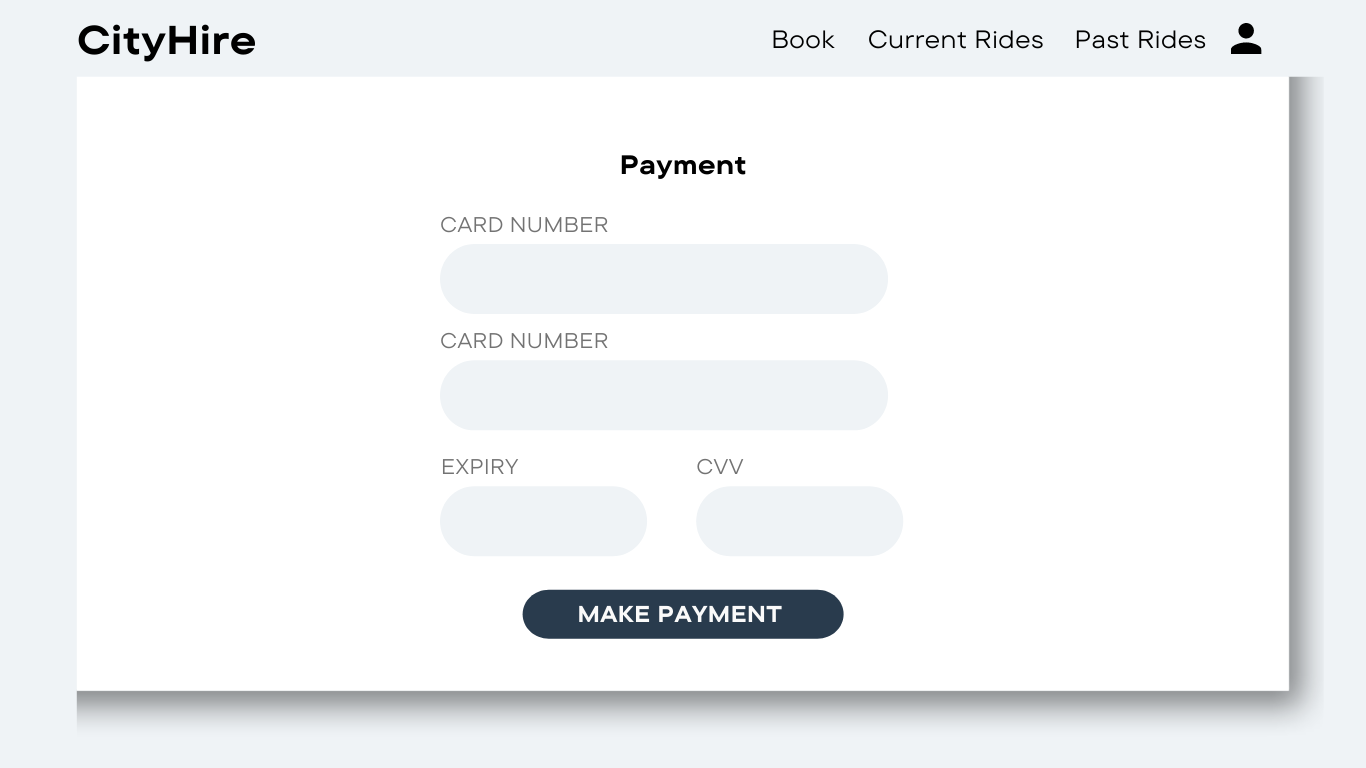 CityHire
Book Current Rides Past Rides
Payment
CARD NUMBER
CARD NUMBER
EXPIRY CVV
MAKE PAYMENT